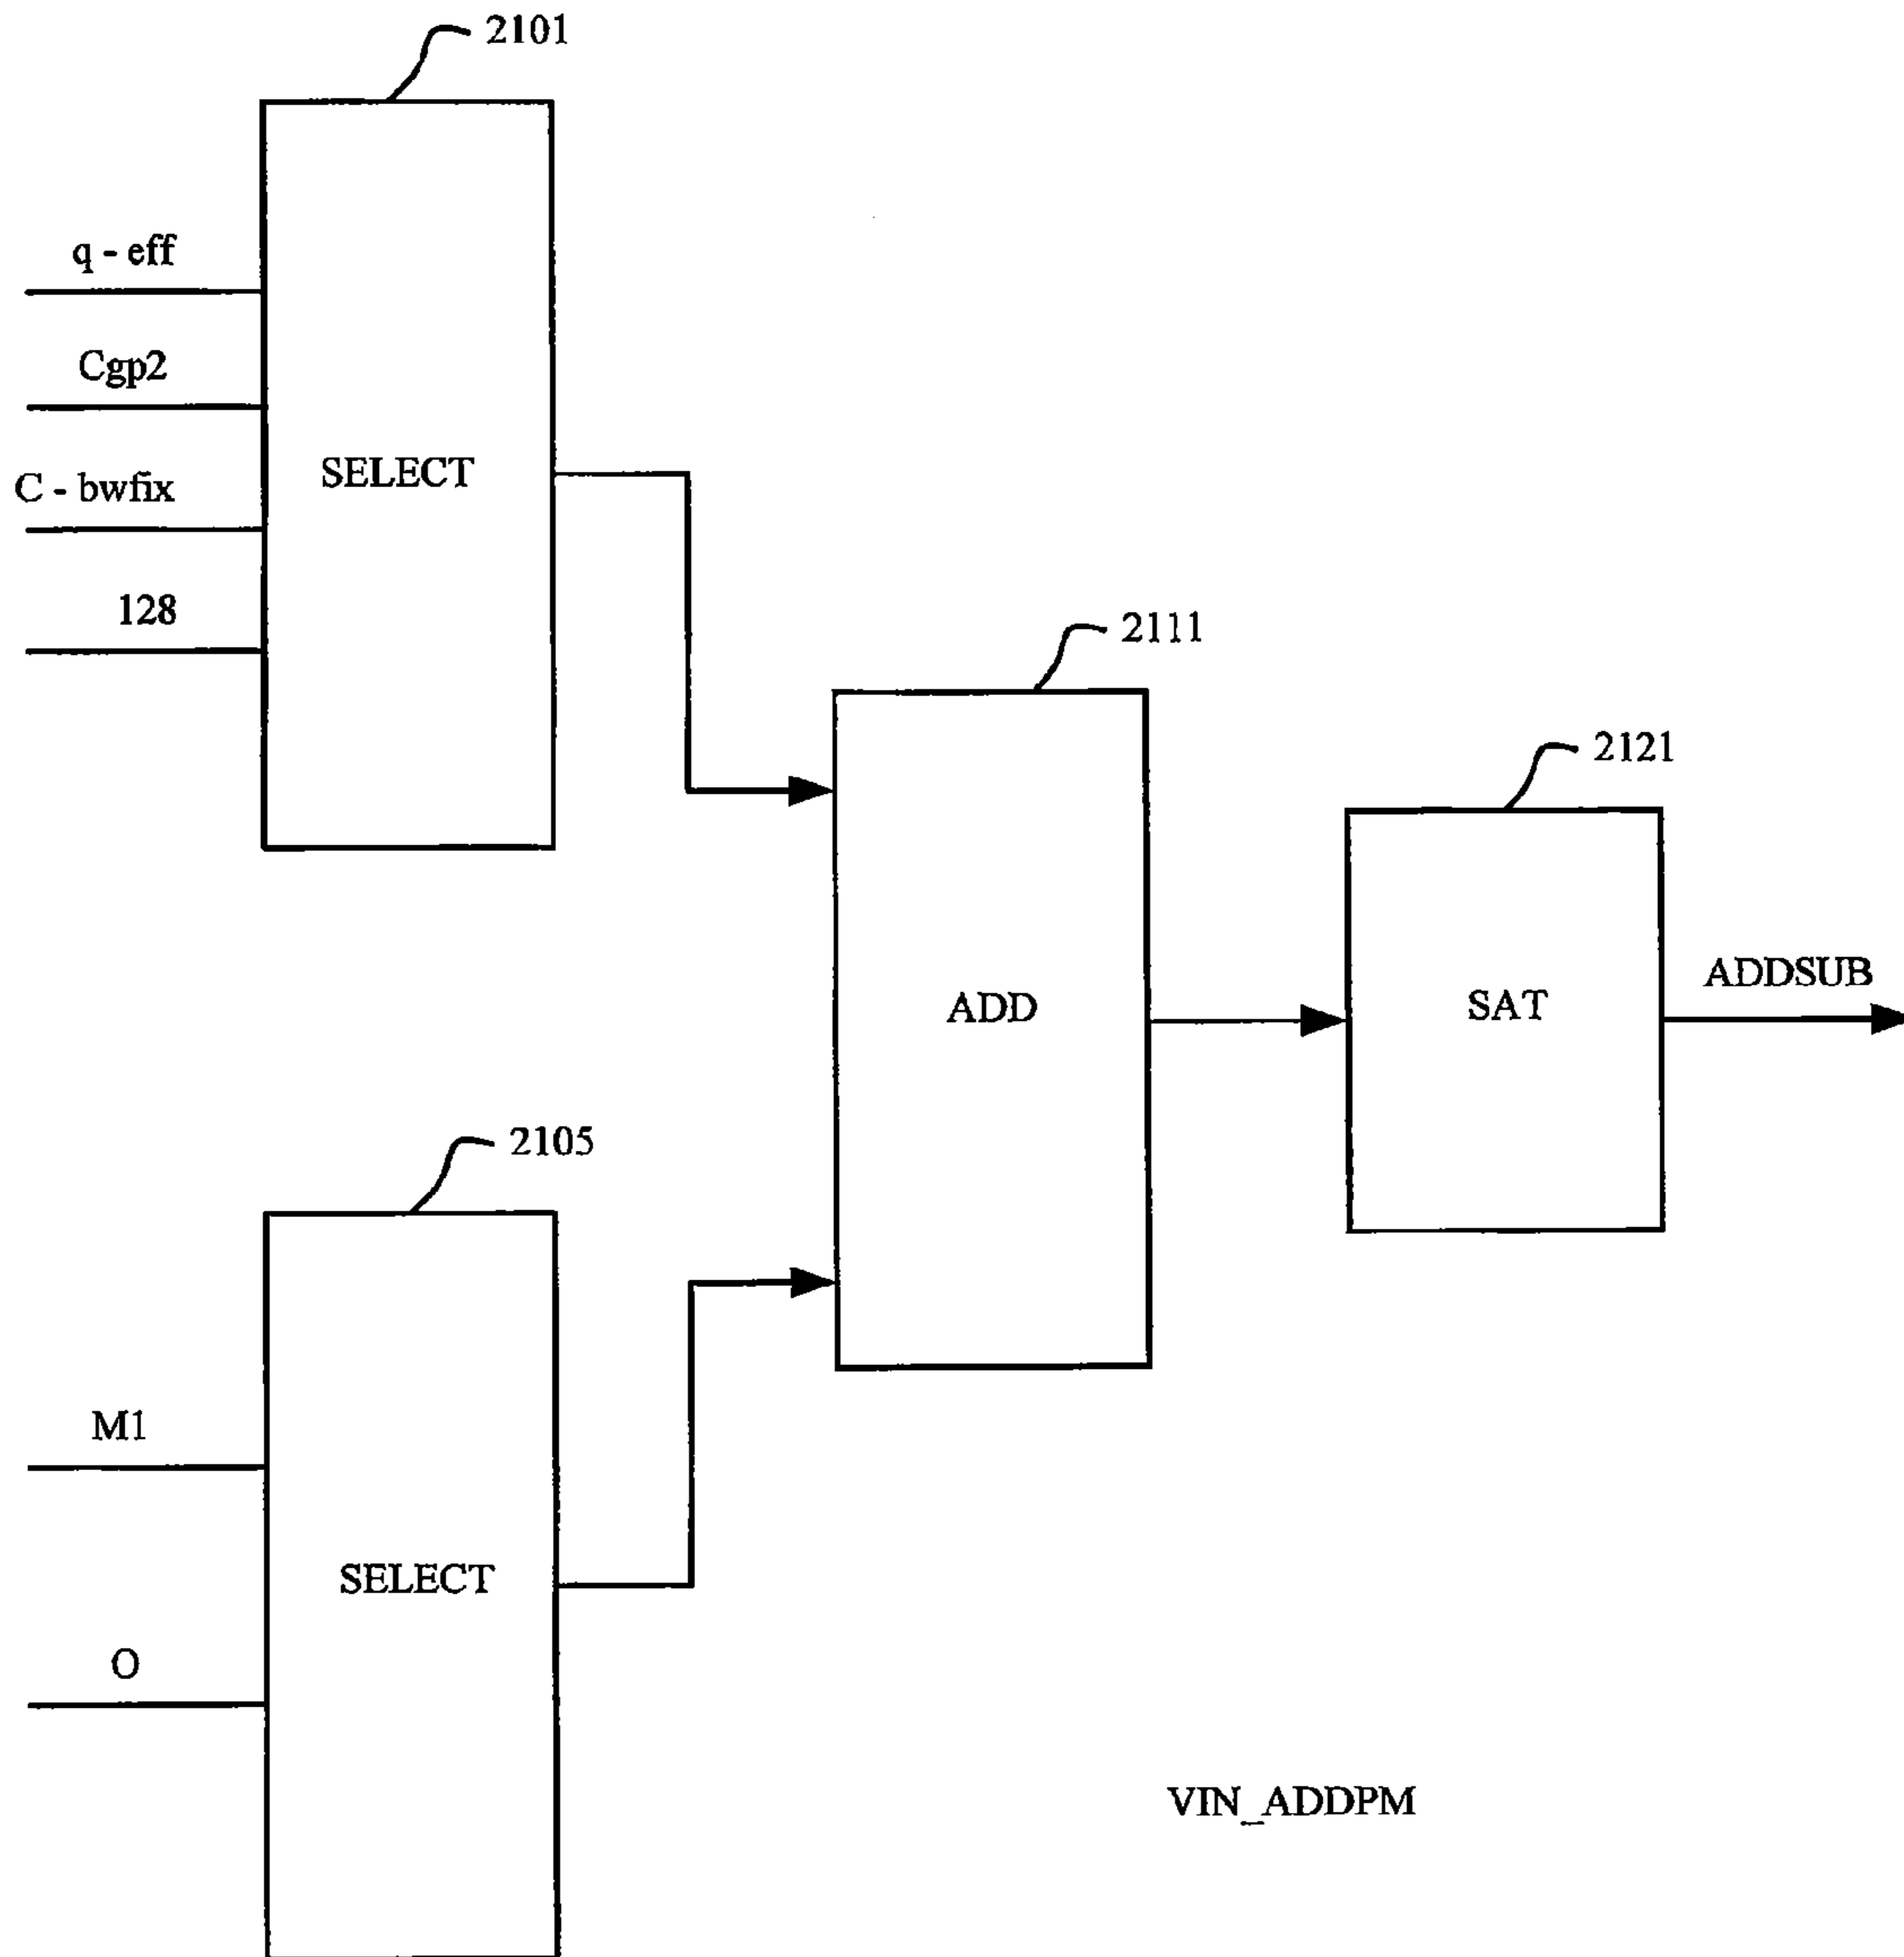 2101
q - eff
Cgp2
C - bwfix
128
SELECT
2111
ADD
2121
SAT
ADDSUB
2105
M1
O
SELECT
VIN_ADDPM